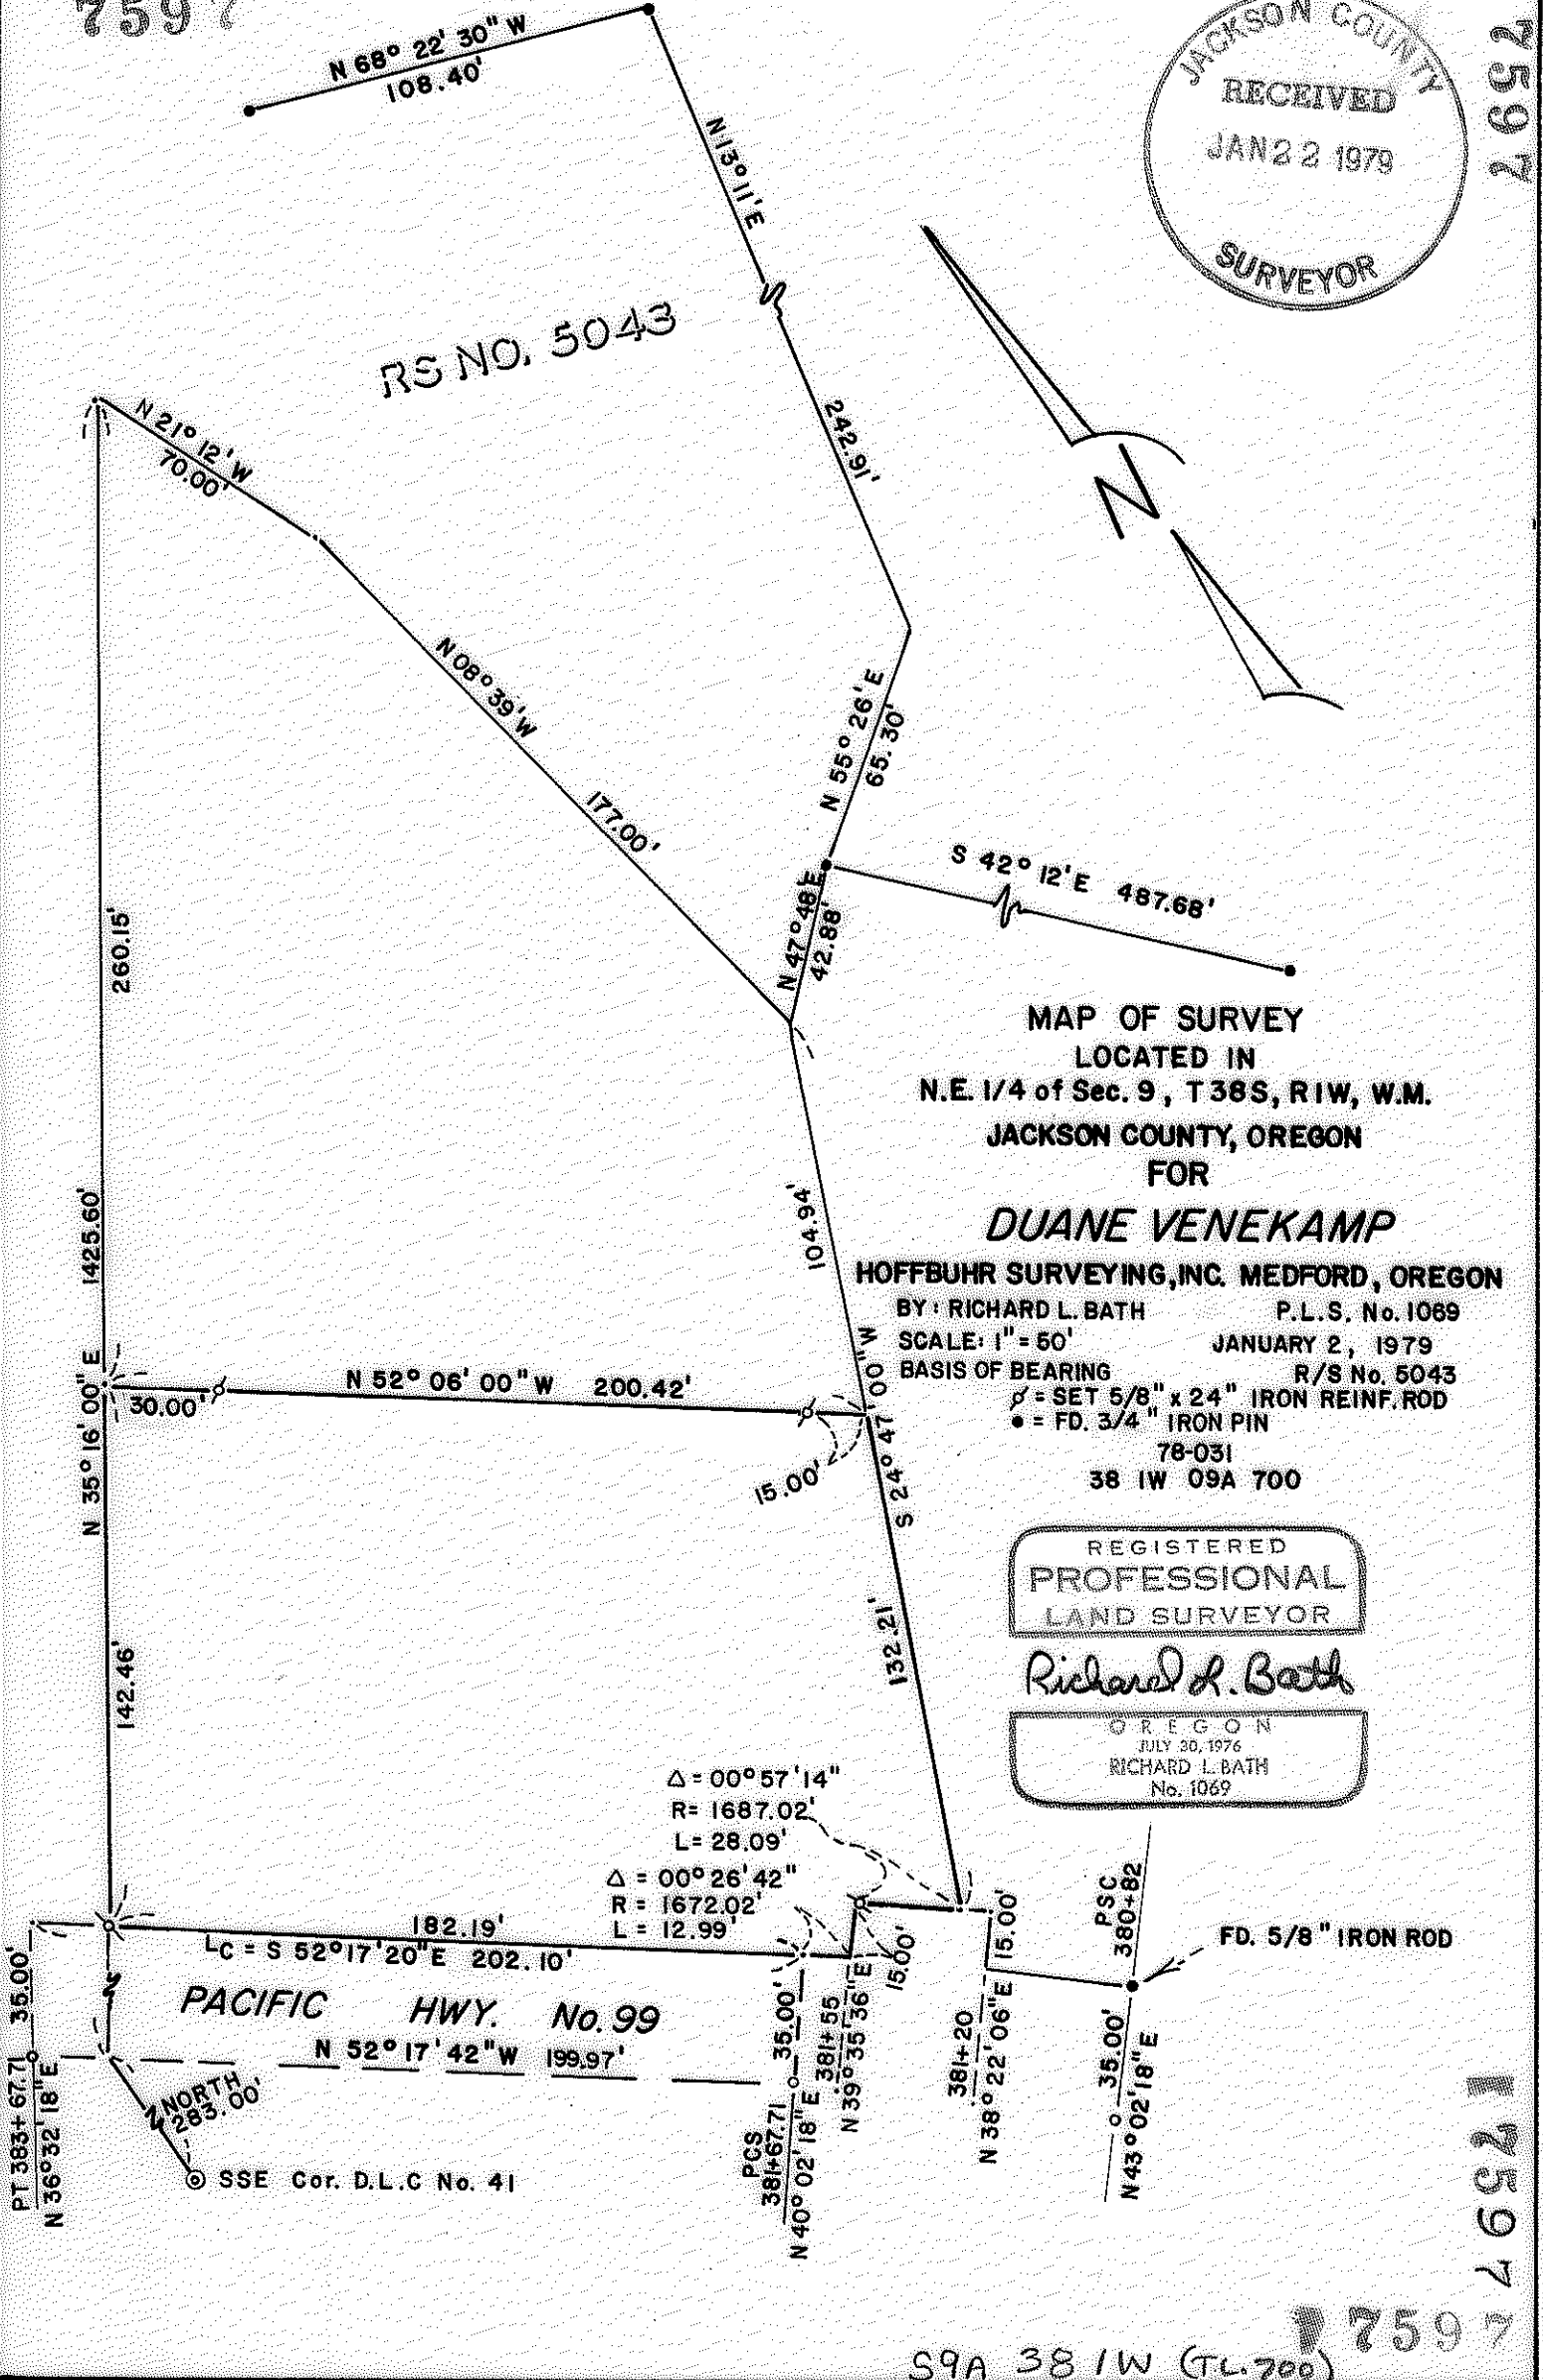 7597
N 68° 22' 30" W
108.40'
JACKSON COUNTY
RECEIVED
JAN 22 1979
SURVEYOR
7597
N 13° 11' E
RS NO. 5043
N 21° 12' W
70.00'
242.91'
N
N 08° 39' W
177.00'
N 55° 26' E
65.30'
S 42° 12' E 487.68'
N 47° 48 E
42.88'
260.15'
MAP OF SURVEY
LOCATED IN
N.E. 1/4 of Sec. 9, T 38S, R1W, W.M.
JACKSON COUNTY, OREGON
FOR
DUANE VENEKAMP
HOFFBUHR SURVEYING, INC. MEDFORD, OREGON
BY: RICHARD L. BATH P.L.S. No. 1069
SCALE: 1" = 50' JANUARY 2, 1979
BASIS OF BEARING R/S No. 5043
= SET 5/8" x 24" IRON REINF. ROD
● = FD. 3/4" IRON PIN
78-031
38 1W 09A 700
104.94'
N 35° 16' 00" E 1425.60'
30.00'
N 52° 06' 00" W 200.42'
15.00'
S 24° 47' 00" W
REGISTERED
PROFESSIONAL
LAND SURVEYOR
Richard L. Bath
OREGON
JULY 30, 1976
RICHARD L. BATH
No. 1069
142.46'
132.21'
Δ = 00° 57' 14"
R = 1687.02'
L = 28.09'
Δ = 00° 26' 42"
R = 1672.02'
L = 12.99'
182.19'
LC = S 52° 17' 20" E 202.10'
15.00'
15.00'
PSC
380+82
FD. 5/8" IRON ROD
35.00'
PACIFIC HWY. No. 99
N 52° 17' 42" W 199.97'
35.00'
381+55
N 39° 35' 36" E
381+20
N 38° 22' 06" E
35.00'
N 43° 02' 18" E
PT 383+67.71
N 36° 32' 18" E
NORTH
283.00'
SSE Cor. D.L.C No. 41
PCS
381+67.71
N 40° 02' 18" E
17597
7597
S9A 38 1W (TL. 700)